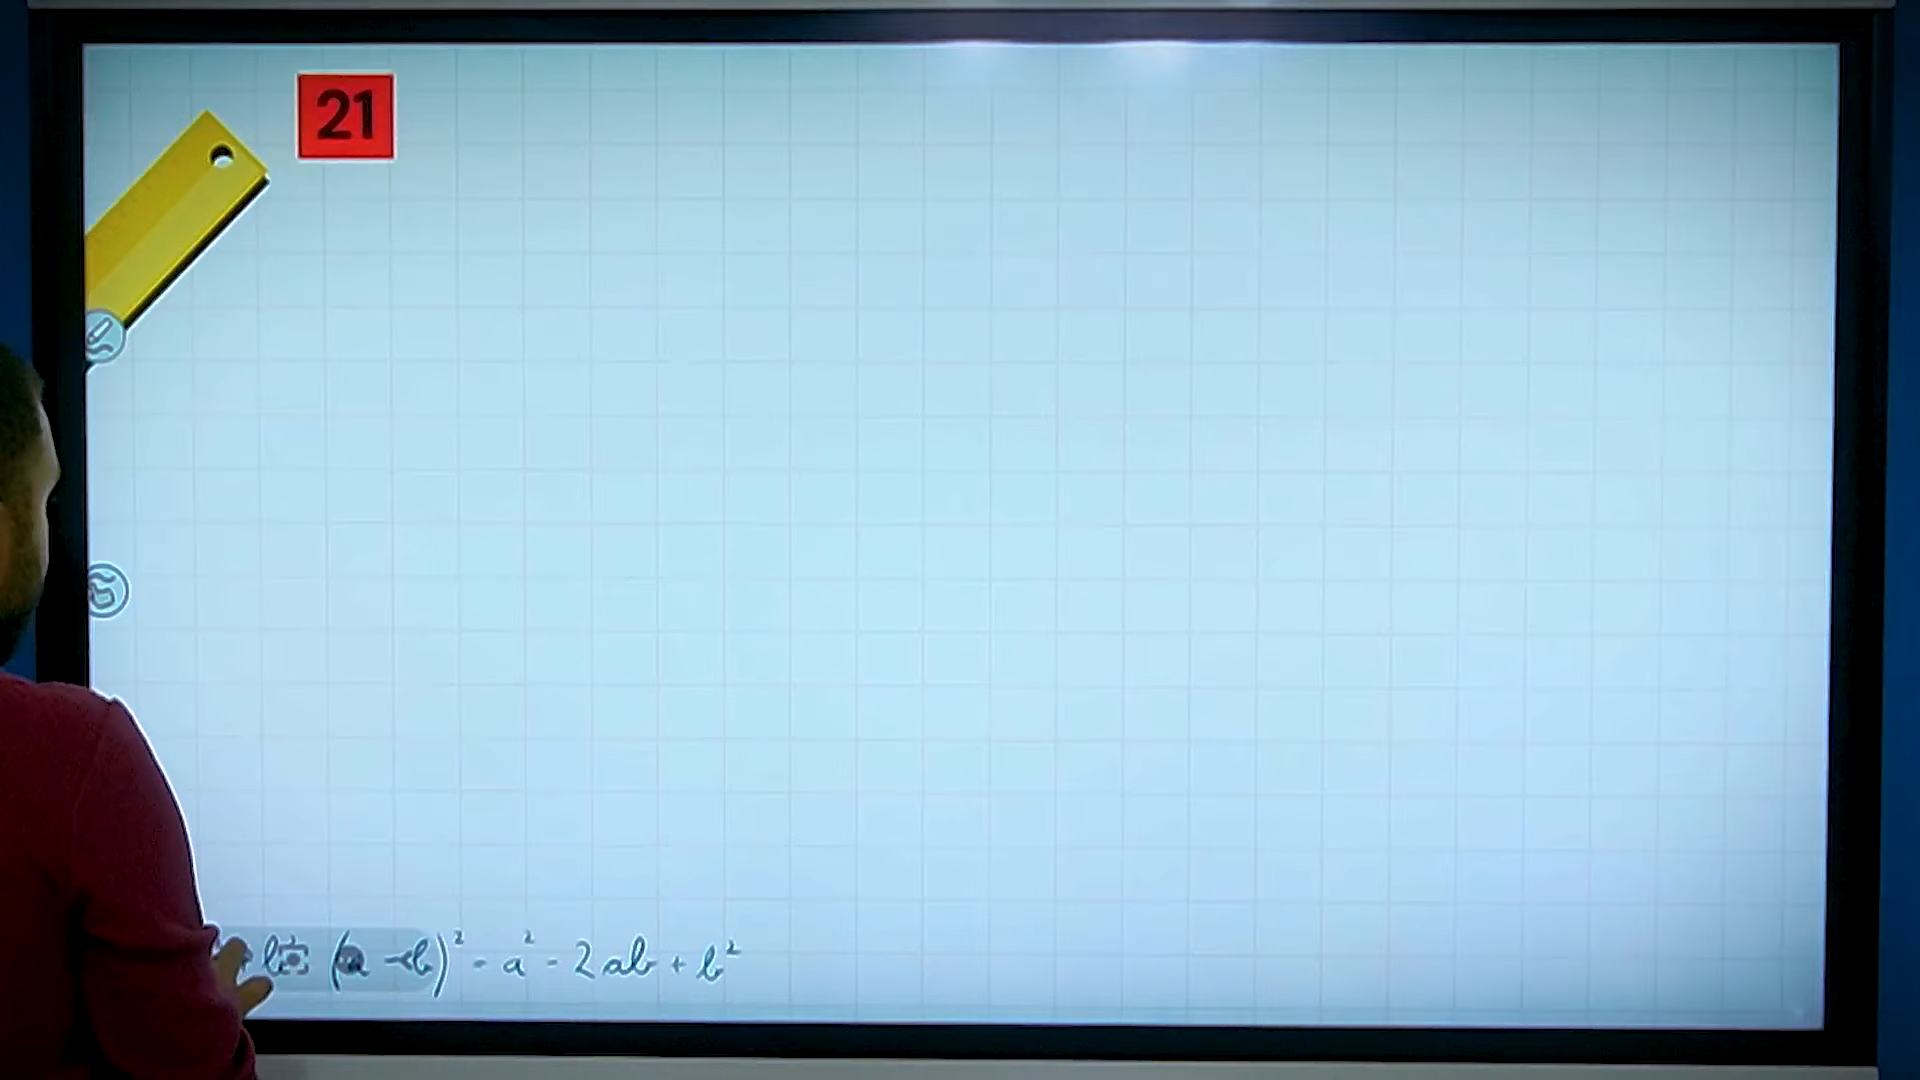 21
(a - b)² = a² - 2ab + b²